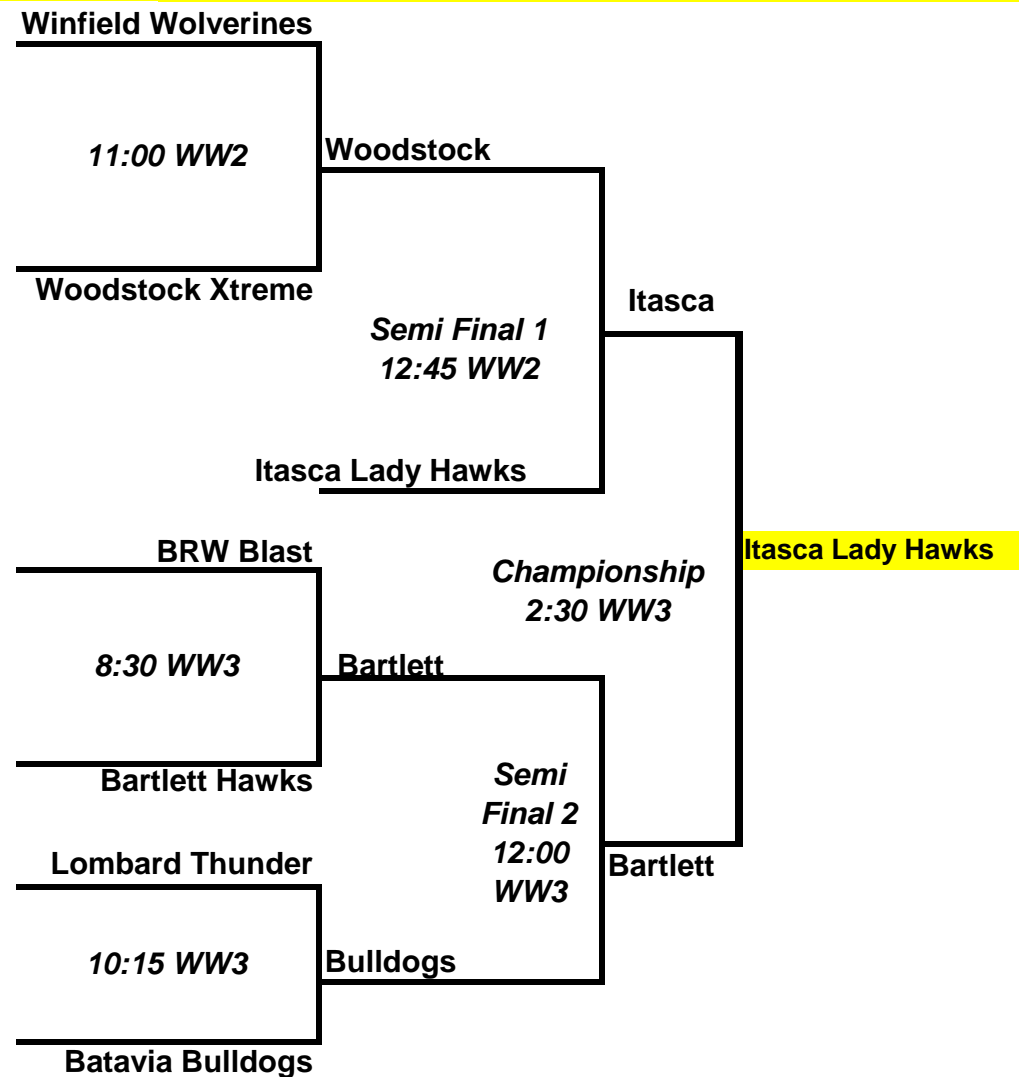 Winfield Wolverines
11:00 WW2
Woodstock
Woodstock Xtreme
Itasca
Semi Final 1
12:45 WW2
Itasca Lady Hawks
BRW Blast
Itasca Lady Hawks
Championship
2:30 WW3
8:30 WW3
Bartlett
Bartlett Hawks
Semi
Final 2
12:00
WW3
Lombard Thunder
Bartlett
10:15 WW3
Bulldogs
Batavia Bulldogs